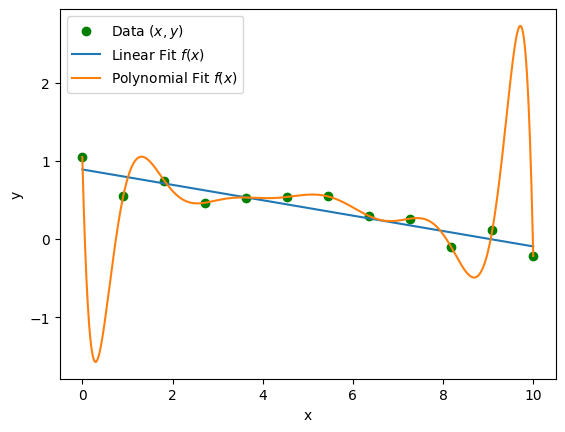 Data (x, y)
Linear Fit f(x)
Polynomial Fit f(x)
2
1
0
−1
y
0
2
4
6
8
10
x